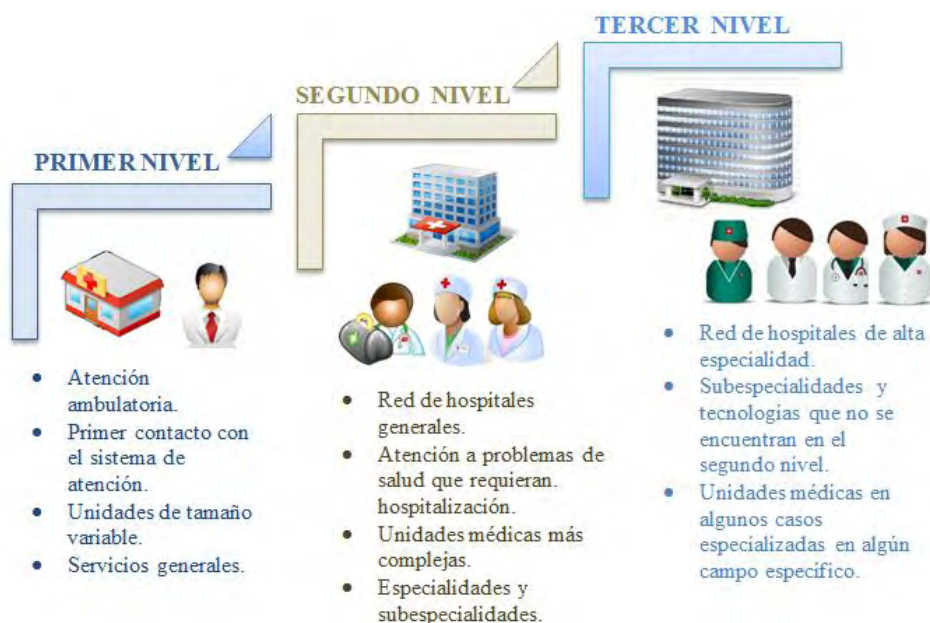 PRIMER NIVEL
• Atención
ambulatoria.
• Primer contacto con
el sistema de
atención.
• Unidades de tamaño
variable.
• Servicios generales.
SEGUNDO NIVEL
• Red de hospitales
generales.
• Atención a problemas de
salud que requieran.
hospitalización.
• Unidades médicas más
complejas.
• Especialidades y
subespecialidades.
TERCER NIVEL
• Red de hospitales de alta
especialidad.
• Subespecialidades y
tecnologías que no se
encuentran en el
segundo nivel.
• Unidades médicas en
algunos casos
especializadas en algún
campo específico.